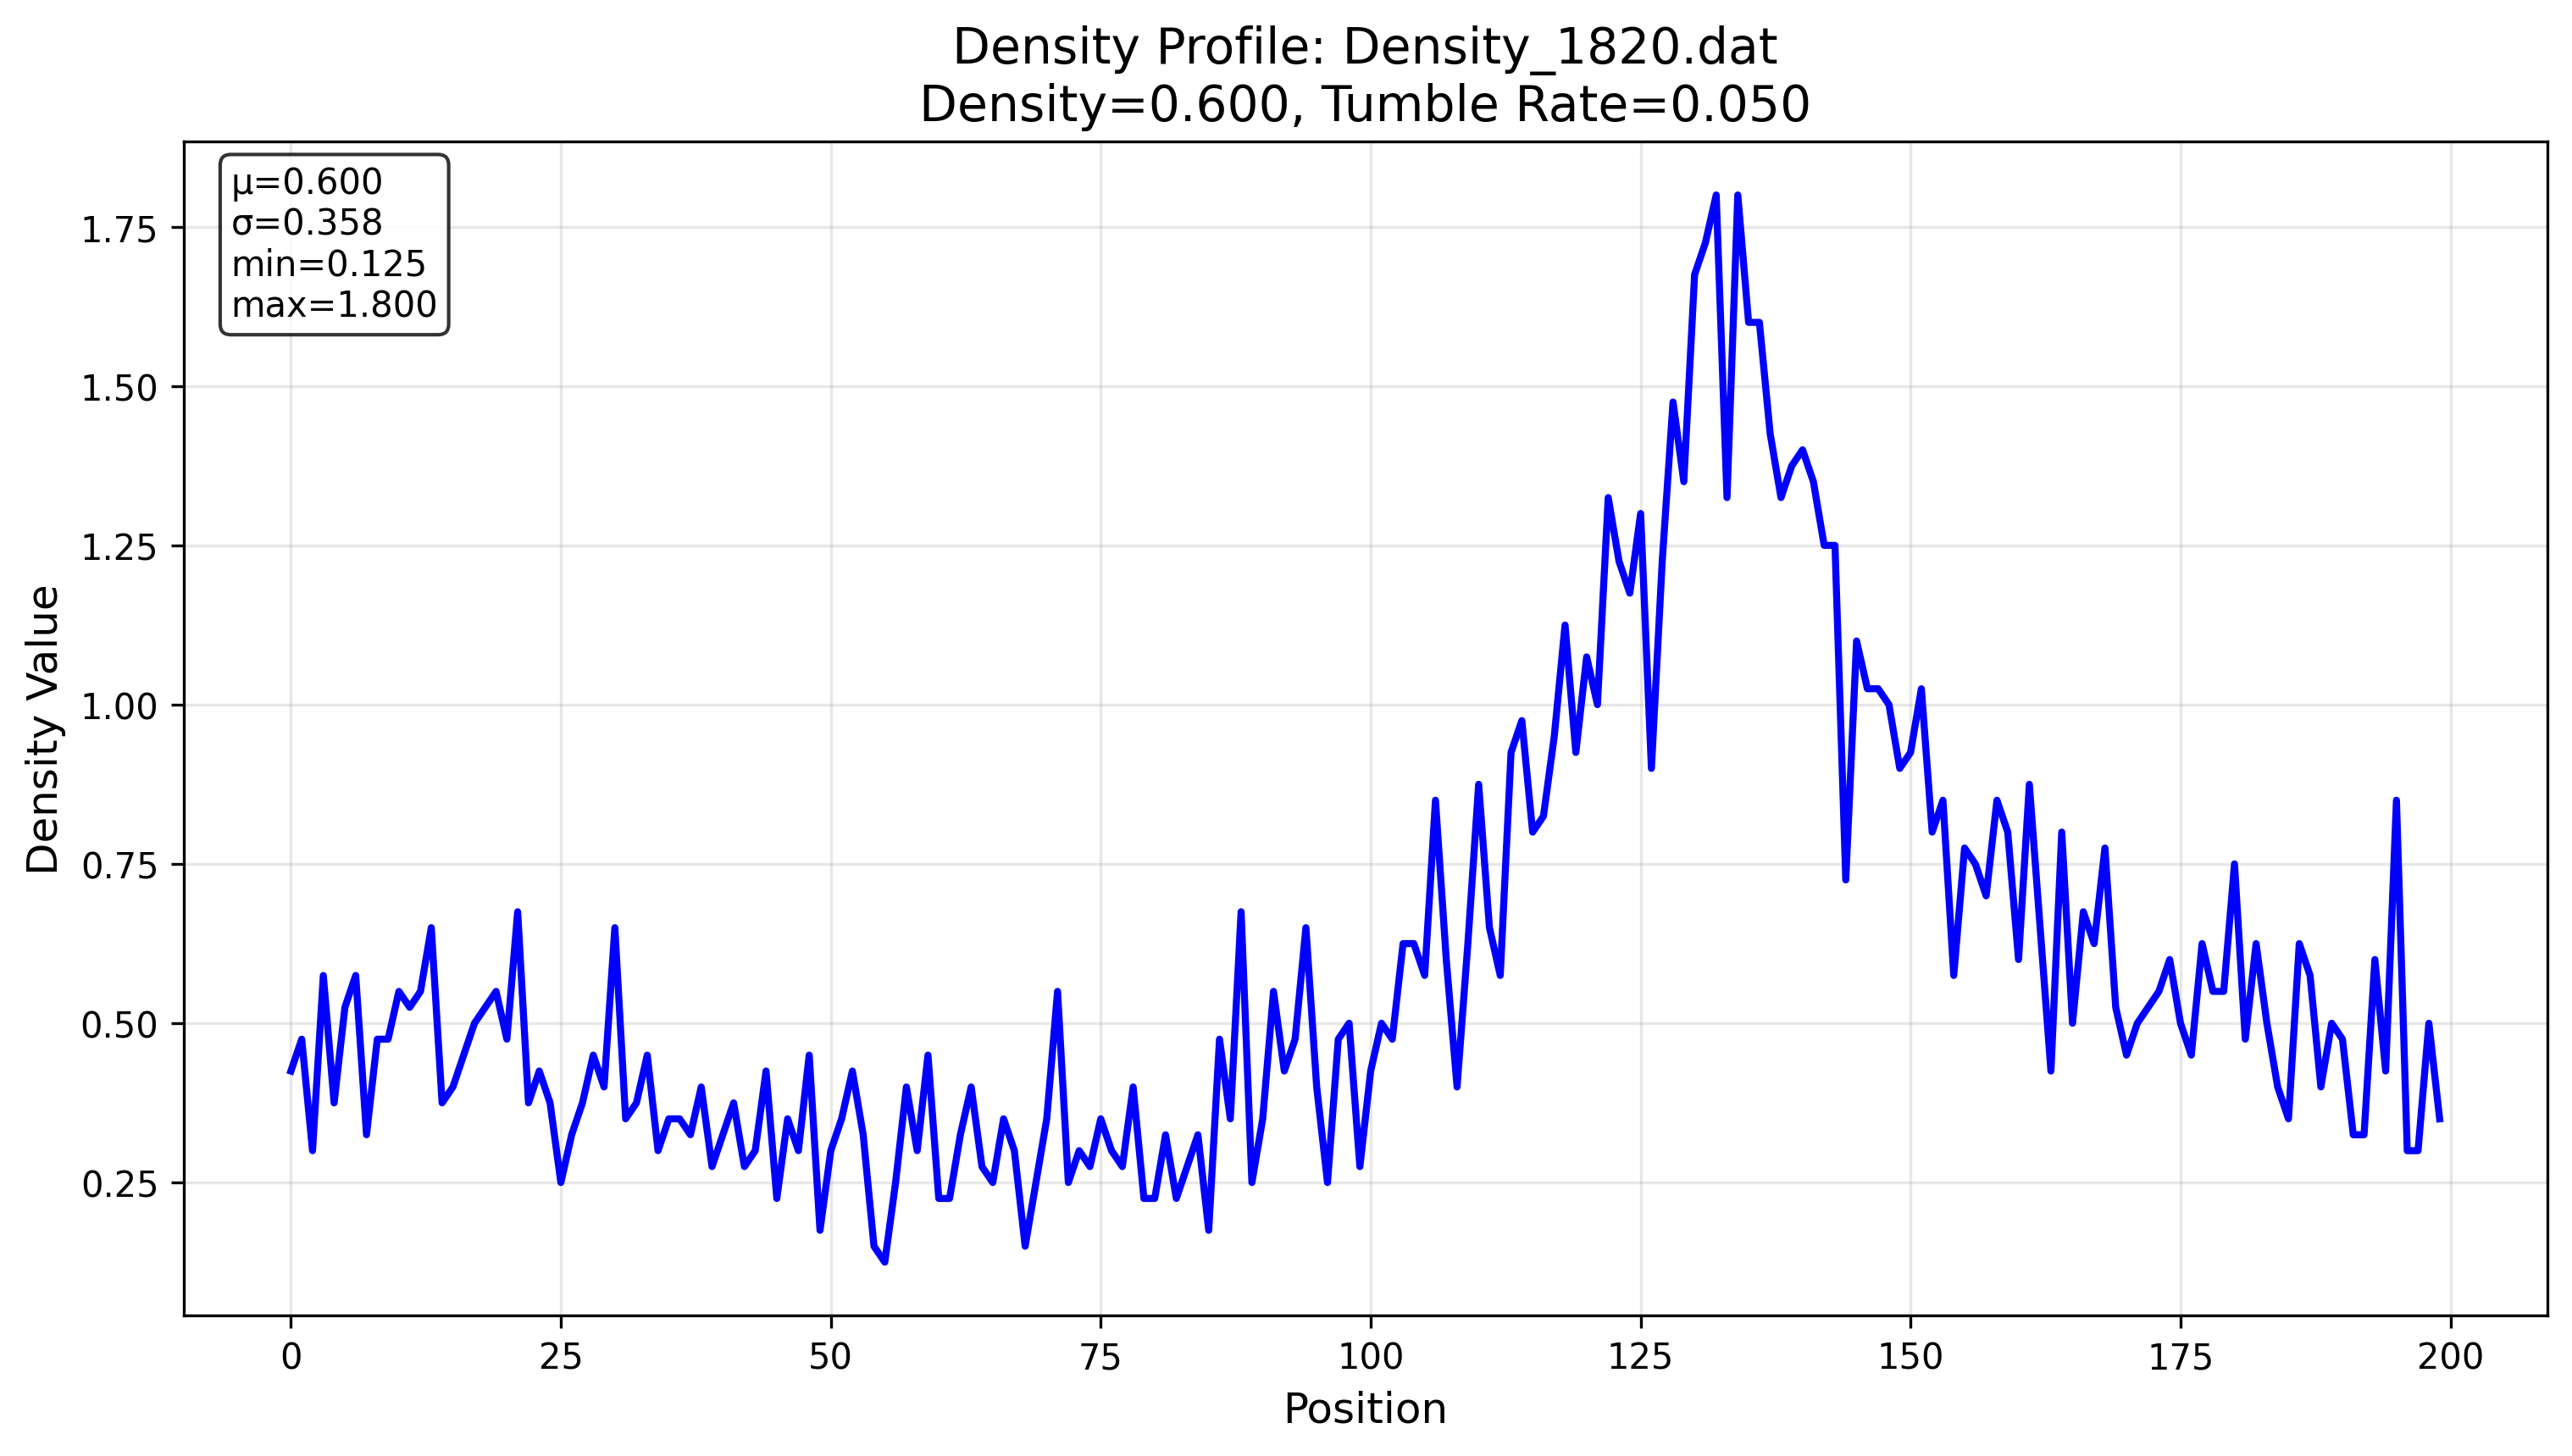 Density Profile: Density_1820.dat
Density=0.600, Tumble Rate=0.050
μ=0.600
σ=0.358
min=0.125
max=1.800
1.75
1.50
1.25
1.00
0.75
0.50
0.25
Density Value
0 25 50 75 100 125 150 175 200
Position